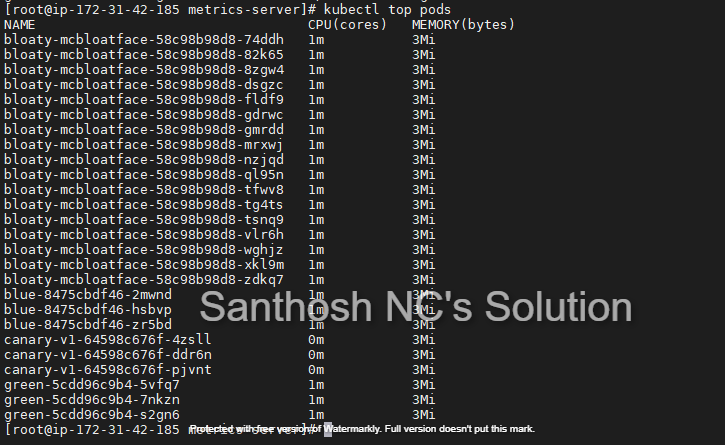 [root@ip-172-31-42-185 metrics-server]# kubectl top pods
NAME CPU(cores) MEMORY(bytes)
bloaty-mcbloatface-58c98b98d8-74ddh 1m 3Mi
bloaty-mcbloatface-58c98b98d8-82k65 1m 3Mi
bloaty-mcbloatface-58c98b98d8-8zgw4 1m 3Mi
bloaty-mcbloatface-58c98b98d8-dsgzc 1m 3Mi
bloaty-mcbloatface-58c98b98d8-fldf9 1m 3Mi
bloaty-mcbloatface-58c98b98d8-gdrwc 1m 3Mi
bloaty-mcbloatface-58c98b98d8-gmrdd 1m 3Mi
bloaty-mcbloatface-58c98b98d8-mrxwj 1m 3Mi
bloaty-mcbloatface-58c98b98d8-nzjqd 1m 3Mi
bloaty-mcbloatface-58c98b98d8-ql95n 1m 3Mi
bloaty-mcbloatface-58c98b98d8-tfwv8 1m 3Mi
bloaty-mcbloatface-58c98b98d8-tg4ts 1m 3Mi
bloaty-mcbloatface-58c98b98d8-tsnq9 1m 3Mi
bloaty-mcbloatface-58c98b98d8-vlr6h 1m 3Mi
bloaty-mcbloatface-58c98b98d8-wghjz 1m 3Mi
bloaty-mcbloatface-58c98b98d8-xkl9m 1m 3Mi
bloaty-mcbloatface-58c98b98d8-zdkq7 1m 3Mi
blue-8475cbdf46-2mwnd 1m 3Mi
blue-8475cbdf46-hsbvp 1m 3Mi
blue-8475cbdf46-zr5bd 1m 3Mi
Santhosh NC's Solution
canary-v1-64598c676f-4zsll 0m 3Mi
canary-v1-64598c676f-ddr6n 0m 3Mi
canary-v1-64598c676f-pjvnt 0m 3Mi
green-5cdd96c9b4-5vfq7 1m 3Mi
green-5cdd96c9b4-7nkzn 1m 3Mi
green-5cdd96c9b4-s2gn6 1m 3Mi
[root@ip-172-31-42-185 metrics-server]#
Protected with free version of Watermarkly. Full version doesn't put this mark.